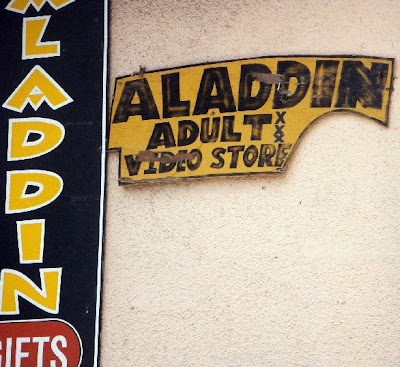 ALADDIN
GIFTS
ALADDIN
ADULT XXX
VIDEO STORE